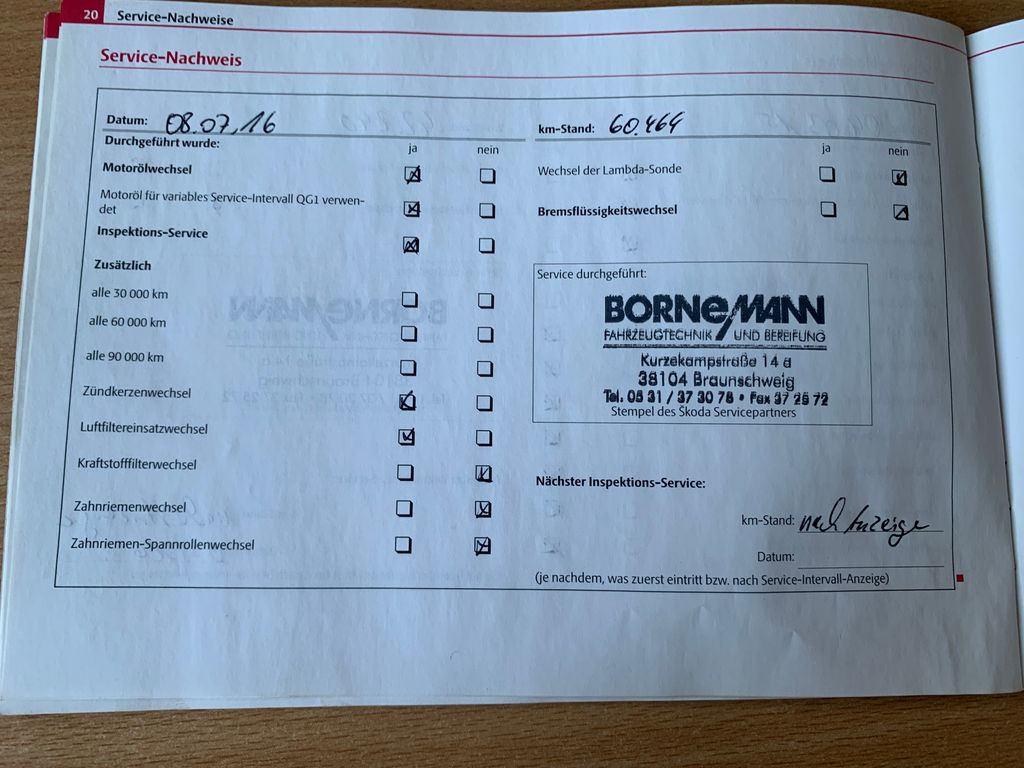 20 Service-Nachweise
Service-Nachweis
Datum: 08.07.16
Durchgeführt wurde: ja nein
Motorölwechsel
Motoröl für variables Service-Intervall QG1 verwen-
det
Inspektions-Service
Zusätzlich
alle 30 000 km
alle 60 000 km
alle 90 000 km
Zündkerzenwechsel
Luftfiltereinsatzwechsel
Kraftstofffilterwechsel
Zahnriemenwechsel
Zahnriemen-Spannrollenwechsel
km-Stand: 60.464
ja nein
Wechsel der Lambda-Sonde
Bremsflüssigkeitswechsel
Service durchgeführt:
BORNEMANN
FAHRZEUGTECHNIK UND BEREIFUNG
Kurzekampstraße 14 a
38104 Braunschweig
Tel. 05 31 / 37 30 78 • Fax 37 25 72
Stempel des Škoda Servicepartners
Nächster Inspektions-Service:
km-Stand: nach Anzeige
Datum:
(je nachdem, was zuerst eintritt bzw. nach Service-Intervall-Anzeige)